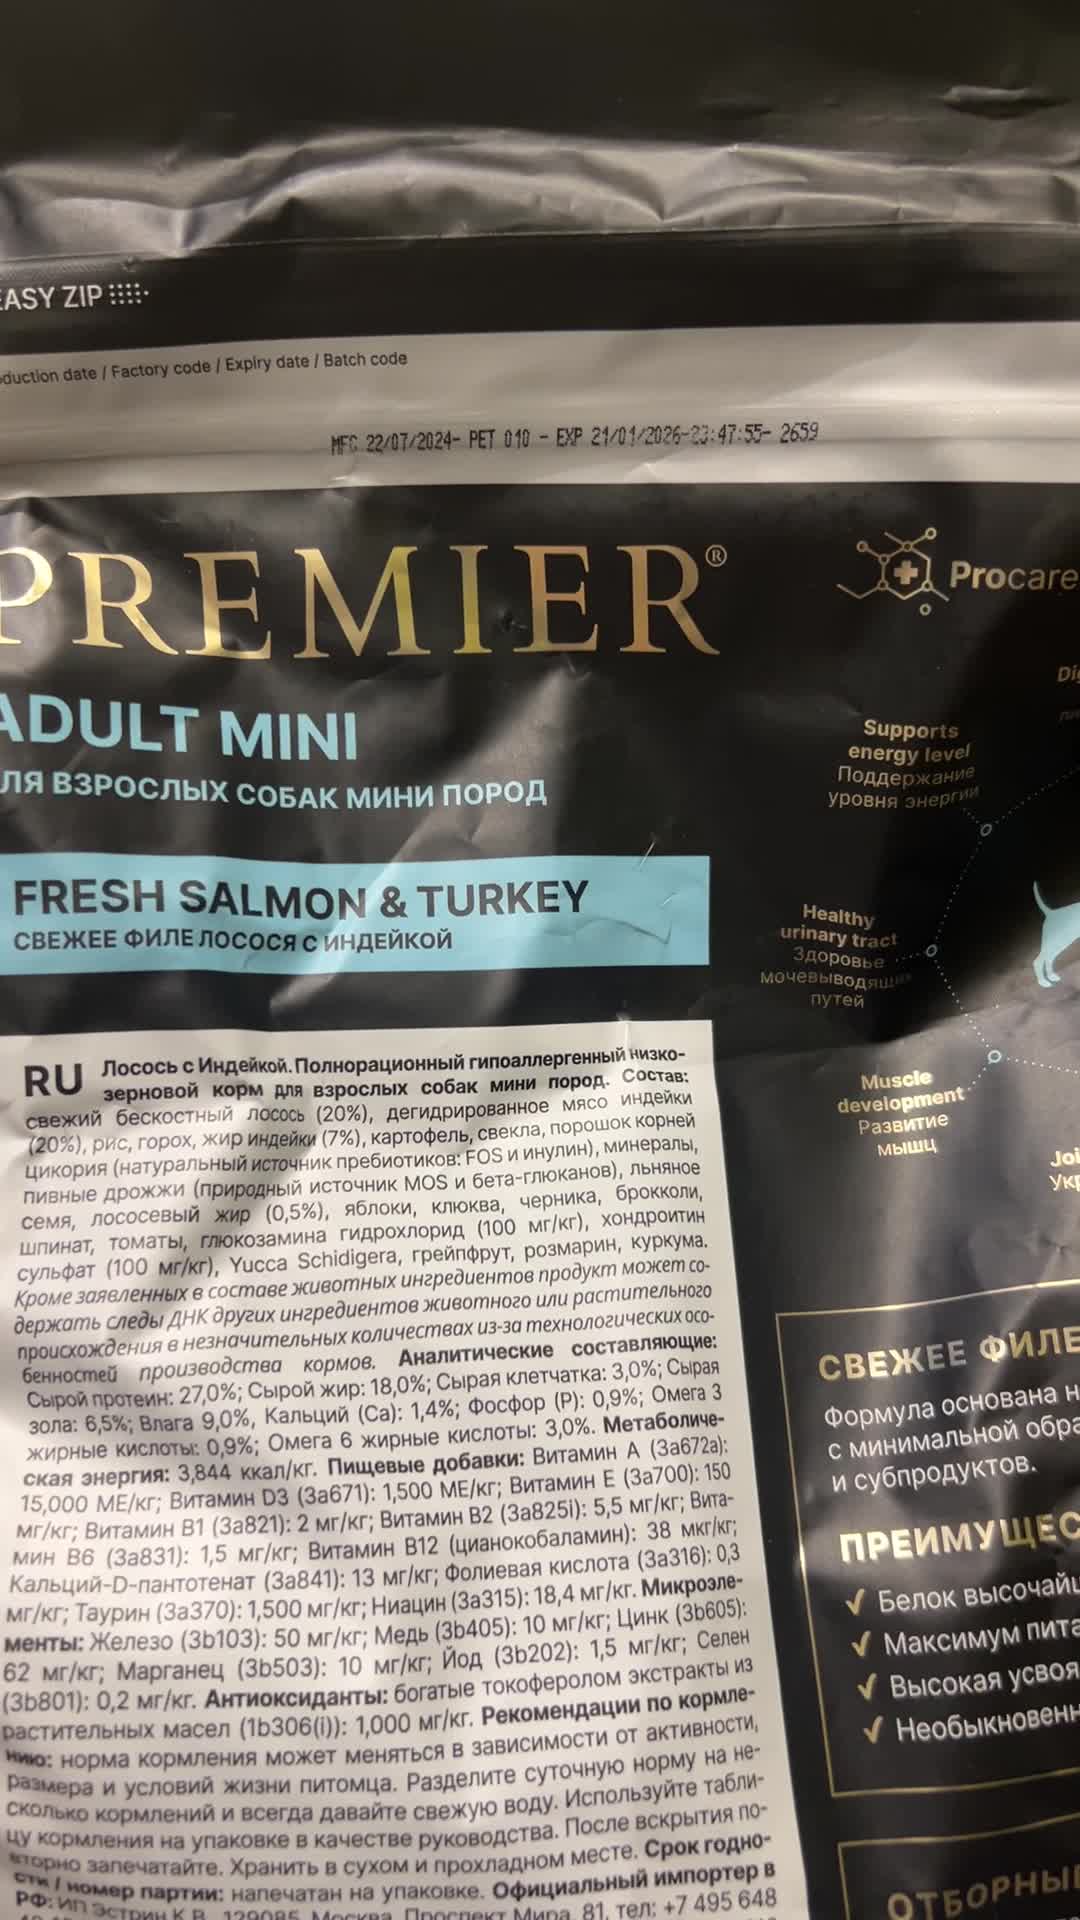 EASY ZIP
duction date / Factory code / Expiry date / Batch code
MFG 22/07/2024- PET 010 - EXP 21/01/2026-23:47:55- 2659
PREMIER®
Procare
ADULT MINI
ЛЯ ВЗРОСЛЫХ СОБАК МИНИ ПОРОД
Supports
energy level
Поддержание
уровня энергии
FRESH SALMON & TURKEY
СВЕЖЕЕ ФИЛЕ ЛОСОСЯ С ИНДЕЙКОЙ
Healthy
urinary tract
Здоровье
мочевыводящи
путей
Muscle
development
Развитие
мышц
RU Лосось с Индейкой. Полнорационный гипоаллергенный низко-
зерновой корм для взрослых собак мини пород. Состав:
свежий бескостный лосось (20%), дегидрированное мясо индейки
(20%), рис, горох, жир индейки (7%), картофель, свекла, порошок корней
цикория (натуральный источник пребиотиков: FOS и инулин), минералы,
пивные дрожжи (природный источник MOS и бета-глюканов), льняное
семя, лососевый жир (0,5%), яблоки, клюква, черника, брокколи,
шпинат, томаты, глюкозамина гидрохлорид (100 мг/кг), хондроитин
сульфат (100 мг/кг), Yucca Schidigera, грейпфрут, розмарин, куркума.
Кроме заявленных в составе животных ингредиентов продукт может со-
держать следы ДНК других ингредиентов животного или растительного
происхождения в незначительных количествах из-за технологических осо-
бенностей производства кормов. Аналитические составляющие:
Сырой протеин: 27,0%; Сырой жир: 18,0%; Сырая клетчатка: 3,0%; Сырая
зола: 6,5%; Влага 9,0%, Кальций (Ca): 1,4%; Фосфор (P): 0,9%; Омега 3
жирные кислоты: 0,9%; Омега 6 жирные кислоты: 3,0%. Метаболиче-
ская энергия: 3,844 ккал/кг. Пищевые добавки: Витамин А (3а672а):
15,000 МЕ/кг; Витамин D3 (3а671): 1,500 МЕ/кг; Витамин Е (3а700): 150
мг/кг; Витамин В1 (3а821): 2 мг/кг; Витамин В2 (3а825i): 5,5 мг/кг; Вита-
мин В6 (3а831): 1,5 мг/кг; Витамин В12 (цианокобаламин): 38 мкг/кг;
Кальций-D-пантотенат (3а841): 13 мг/кг; Фолиевая кислота (3а316): 0,3
мг/кг; Таурин (3а370): 1,500 мг/кг; Ниацин (3а315): 18,4 мг/кг. Микроэле-
менты: Железо (3b103): 50 мг/кг; Медь (3b405): 10 мг/кг; Цинк (3b605):
62 мг/кг; Марганец (3b503): 10 мг/кг; Йод (3b202): 1,5 мг/кг; Селен
(3b801): 0,2 мг/кг. Антиоксиданты: богатые токоферолом экстракты из
растительных масел (1b306(i)): 1,000 мг/кг. Рекомендации по кормле-
нию: норма кормления может меняться в зависимости от активности,
размера и условий жизни питомца. Разделите суточную норму на не-
сколько кормлений и всегда давайте свежую воду. Используйте табли-
цу кормления на упаковке в качестве руководства. После вскрытия по-
вторно запечатайте. Хранить в сухом и прохладном месте. Срок годно-
сти / номер партии: напечатан на упаковке. Официальный импортер в
РФ: ИП Эстрин К.В., 129085, Москва, Проспект Мира, 81, тел: +7 495 648
СВЕЖЕЕ ФИЛЕ
Формула основана н
с минимальной обра
и субпродуктов.
ПРЕИМУЩЕС
✓ Белок высочайш
✓ Максимум пита
✓ Высокая усвоя
✓ Необыкновенн
ОТБОРНЫ